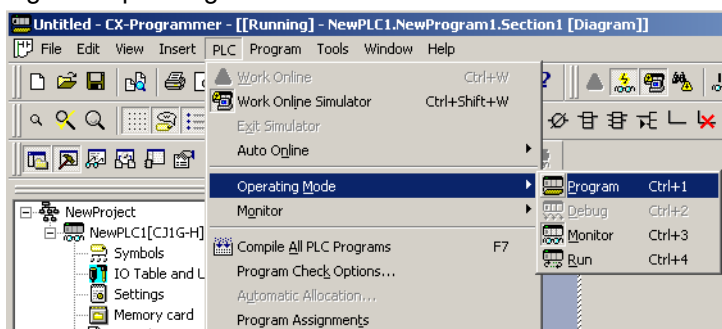 Untitled - CX-Programmer - [[Running] - NewPLC1.NewProgram1.Section1 [Diagram]]
File Edit View Insert PLC Program Tools Window Help
Work Online Ctrl+W
Work Online Simulator Ctrl+Shift+W
Exit Simulator
Auto Online
Operating Mode
Program Ctrl+1
NewProject
Monitor
Debug Ctrl+2
NewPLC1[CJ1G-H]
Monitor Ctrl+3
Symbols
Compile All PLC Programs F7
Run Ctrl+4
IO Table and U
Program Check Options...
Settings
Automatic Allocation...
Memory card
Program Assignments